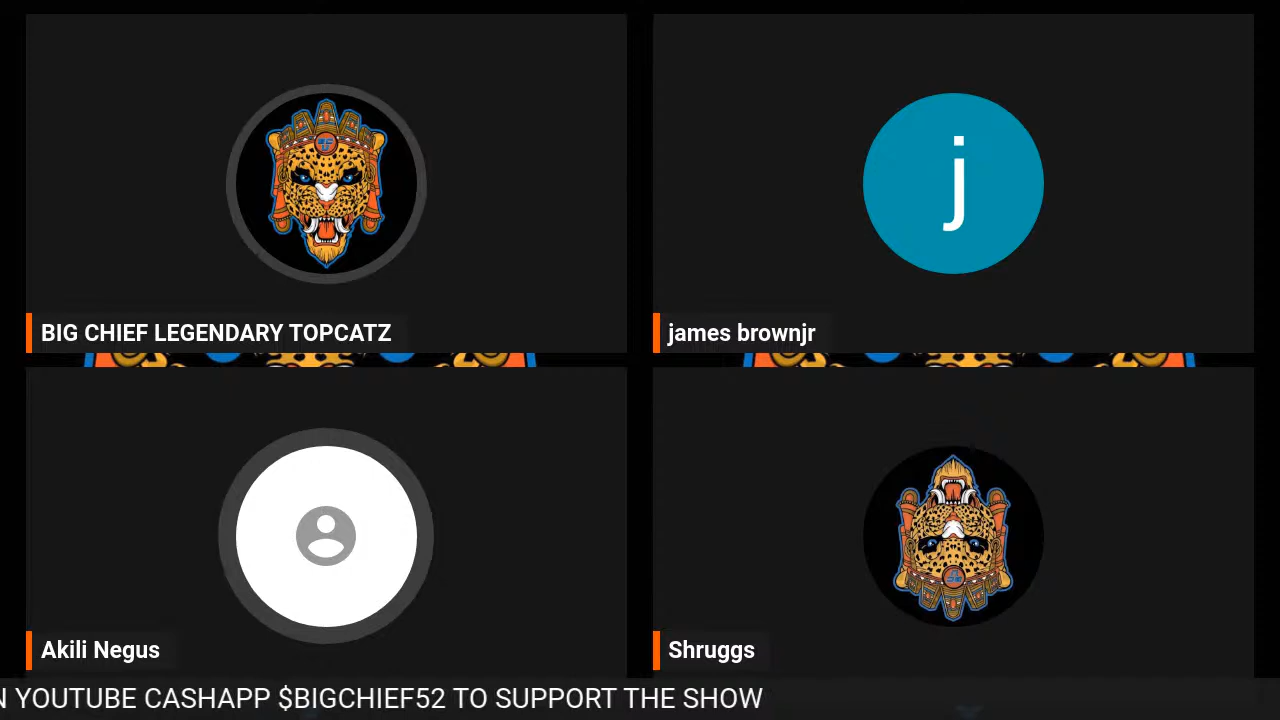 BIG CHIEF LEGENDARY TOPCATZ
j
james brownjr
Akili Negus
Shruggs
N YOUTUBE CASHAPP $BIGCHIEF52 TO SUPPORT THE SHOW